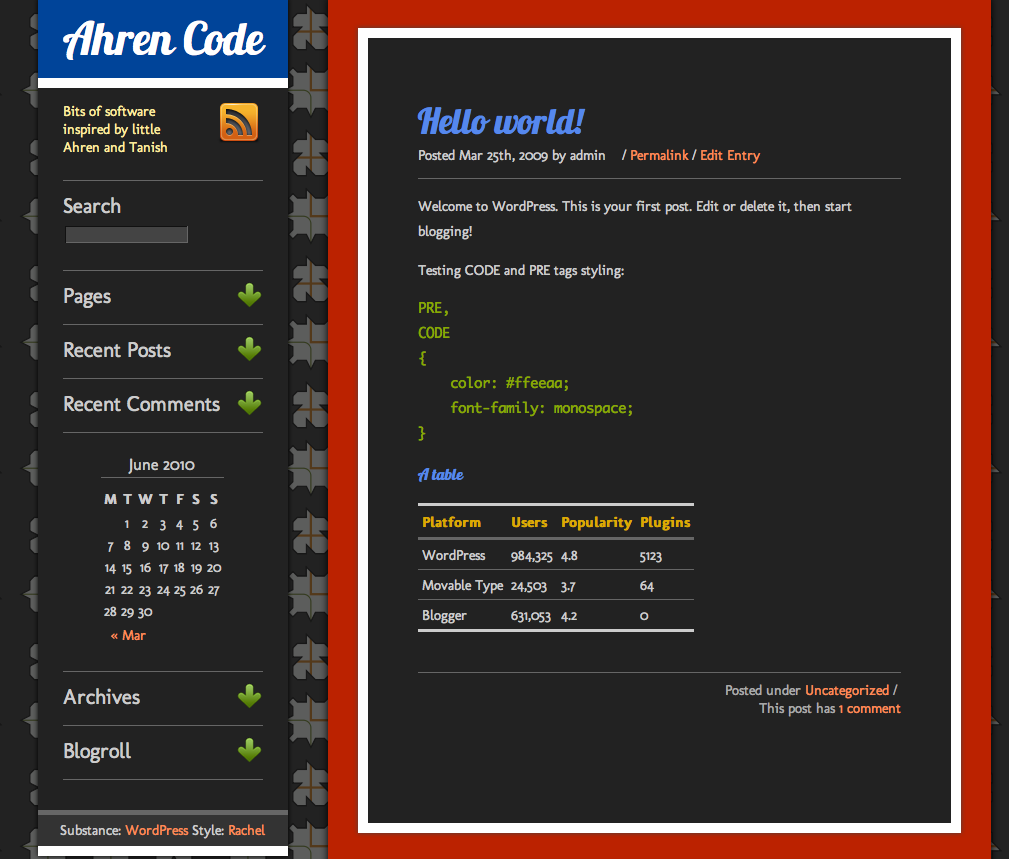 Ahren Code
Bits of software
inspired by little
Ahren and Tanish
Search
Pages
Recent Posts
Recent Comments
June 2010
M T W T F S S
1 2 3 4 5 6
7 8 9 10 11 12 13
14 15 16 17 18 19 20
21 22 23 24 25 26 27
28 29 30
« Mar
Archives
Blogroll
Substance: WordPress Style: Rachel
Hello world!
Posted Mar 25th, 2009 by admin / Permalink / Edit Entry
Welcome to WordPress. This is your first post. Edit or delete it, then start
blogging!
Testing CODE and PRE tags styling:
PRE,
CODE
{
color: #ffeeaa;
font-family: monospace;
}
A table
Platform Users Popularity Plugins
WordPress 984,325 4.8 5123
Movable Type 24,503 3.7 64
Blogger 631,053 4.2 0
Posted under Uncategorized /
This post has 1 comment